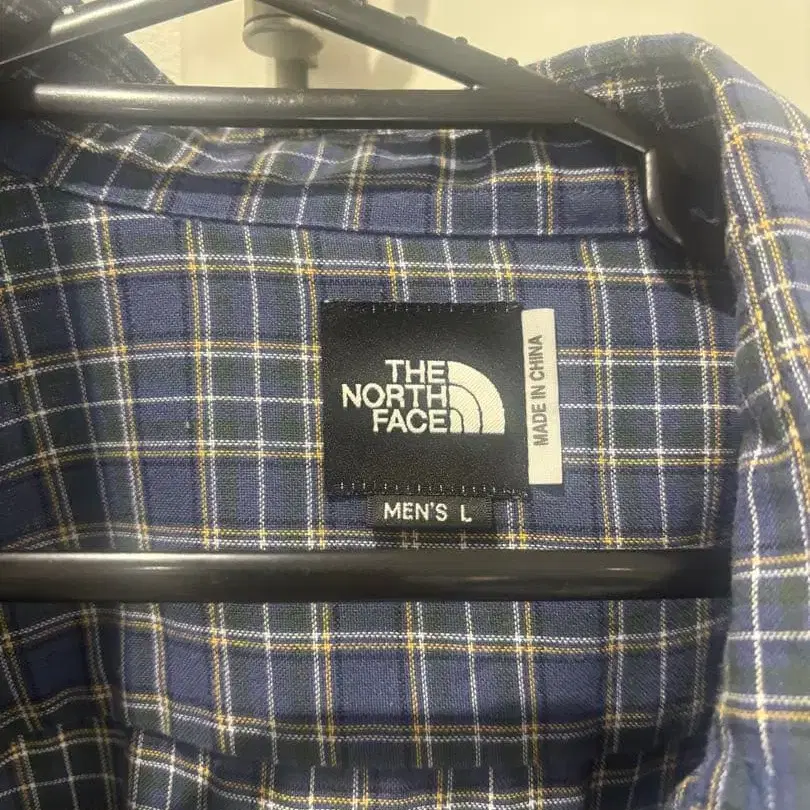 THE
NORTH
FACE
MADE IN CHINA
MEN'S L